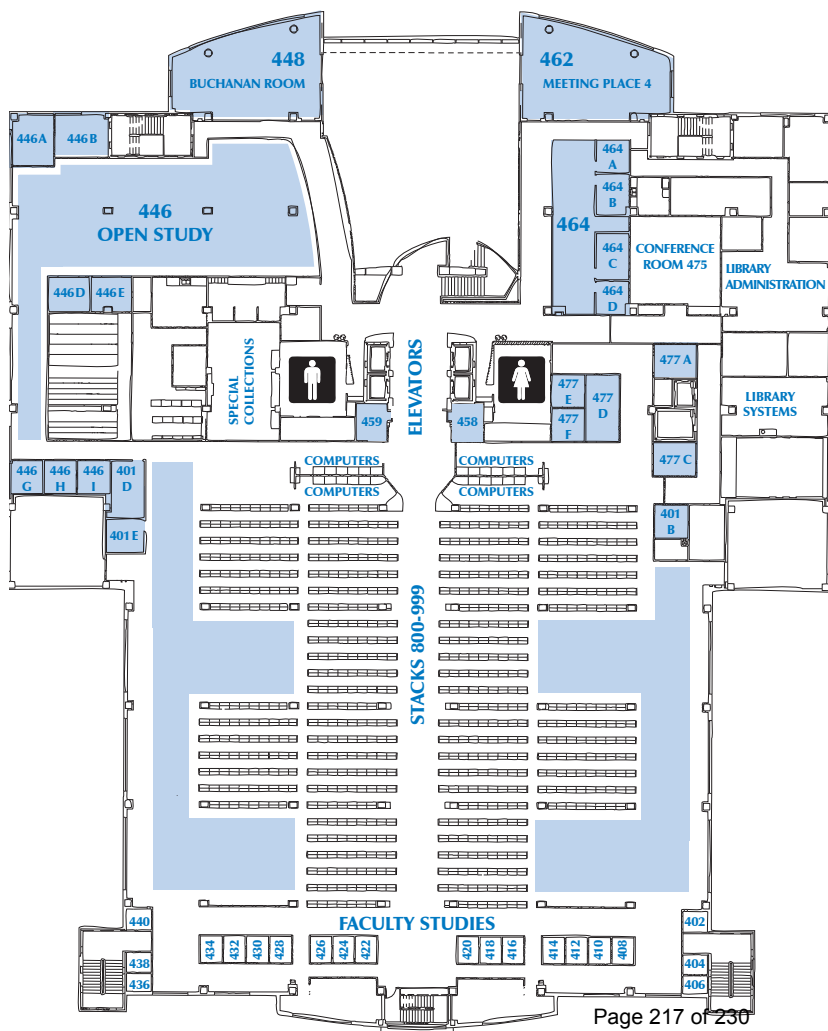 448
BUCHANAN ROOM
462
MEETING PLACE 4
446A
446B
464
A
464
B
446
OPEN STUDY
464
464
C
CONFERENCE
ROOM 475
LIBRARY
ADMINISTRATION
446D
446E
464
D
SPECIAL
COLLECTIONS
ELEVATORS
477 A
477
E
477
D
477
F
LIBRARY
SYSTEMS
459
458
477 C
COMPUTERS
COMPUTERS
COMPUTERS
COMPUTERS
446
G
446
H
446
I
401
D
401E
401
B
STACKS 800-999
FACULTY STUDIES
440
402
434
432
430
428
426
424
422
420
418
416
414
412
410
408
438
436
404
406
Page 217 of 230